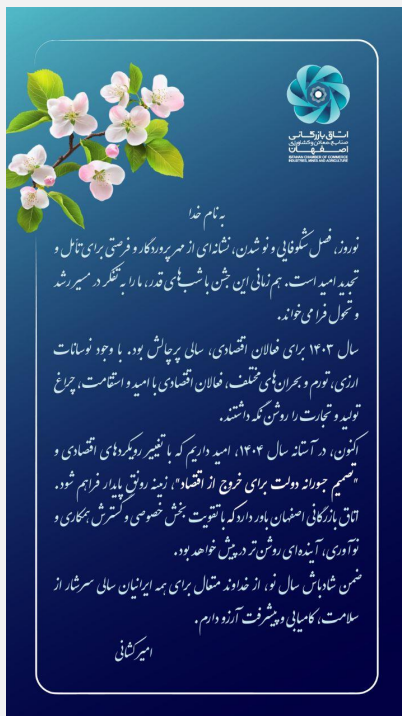 اتاق بازرگانی
صنایع، معادن و کشاورزی
اصفهان
ISFAHAN CHAMBER OF COMMERCE
INDUSTRIES, MINES AND AGRICULTURE
به نام خدا
نوروز، فصل شکوفایی و نو شدن، نشانه‌ای از مهر پروردگار و فرصتی برای تأمل و
تجدید امید است. هم‌زمانی این جشن با شب‌های قدر، ما را به تفکر در مسیر رشد
و تحول فرا می‌خواند.
سال ۱۴۰۳ برای فعالان اقتصادی، سالی پرچالش بود. با وجود نوسانات
ارزی، تورم و بحران‌های مختلف، فعالان اقتصادی با امید و استقامت، چراغ
تولید و تجارت را روشن نگه داشتند.
اکنون، در آستانه سال ۱۴۰۴، امید داریم که با تغییر رویکردهای اقتصادی و
"تصمیم جسورانه دولت برای خروج از اقتصاد"، زمینه رونق پایدار فراهم شود.
اتاق بازرگانی اصفهان باور دارد که با تقویت بخش خصوصی و گسترش همکاری و
نوآوری، آینده‌ای روشن‌تر در پیش خواهد بود.
ضمن شادباش سال نو، از خداوند متعال برای همه ایرانیان سالی سرشار از
سلامت، کامیابی و پیشرفت آرزو دارم.
امیر کشانی